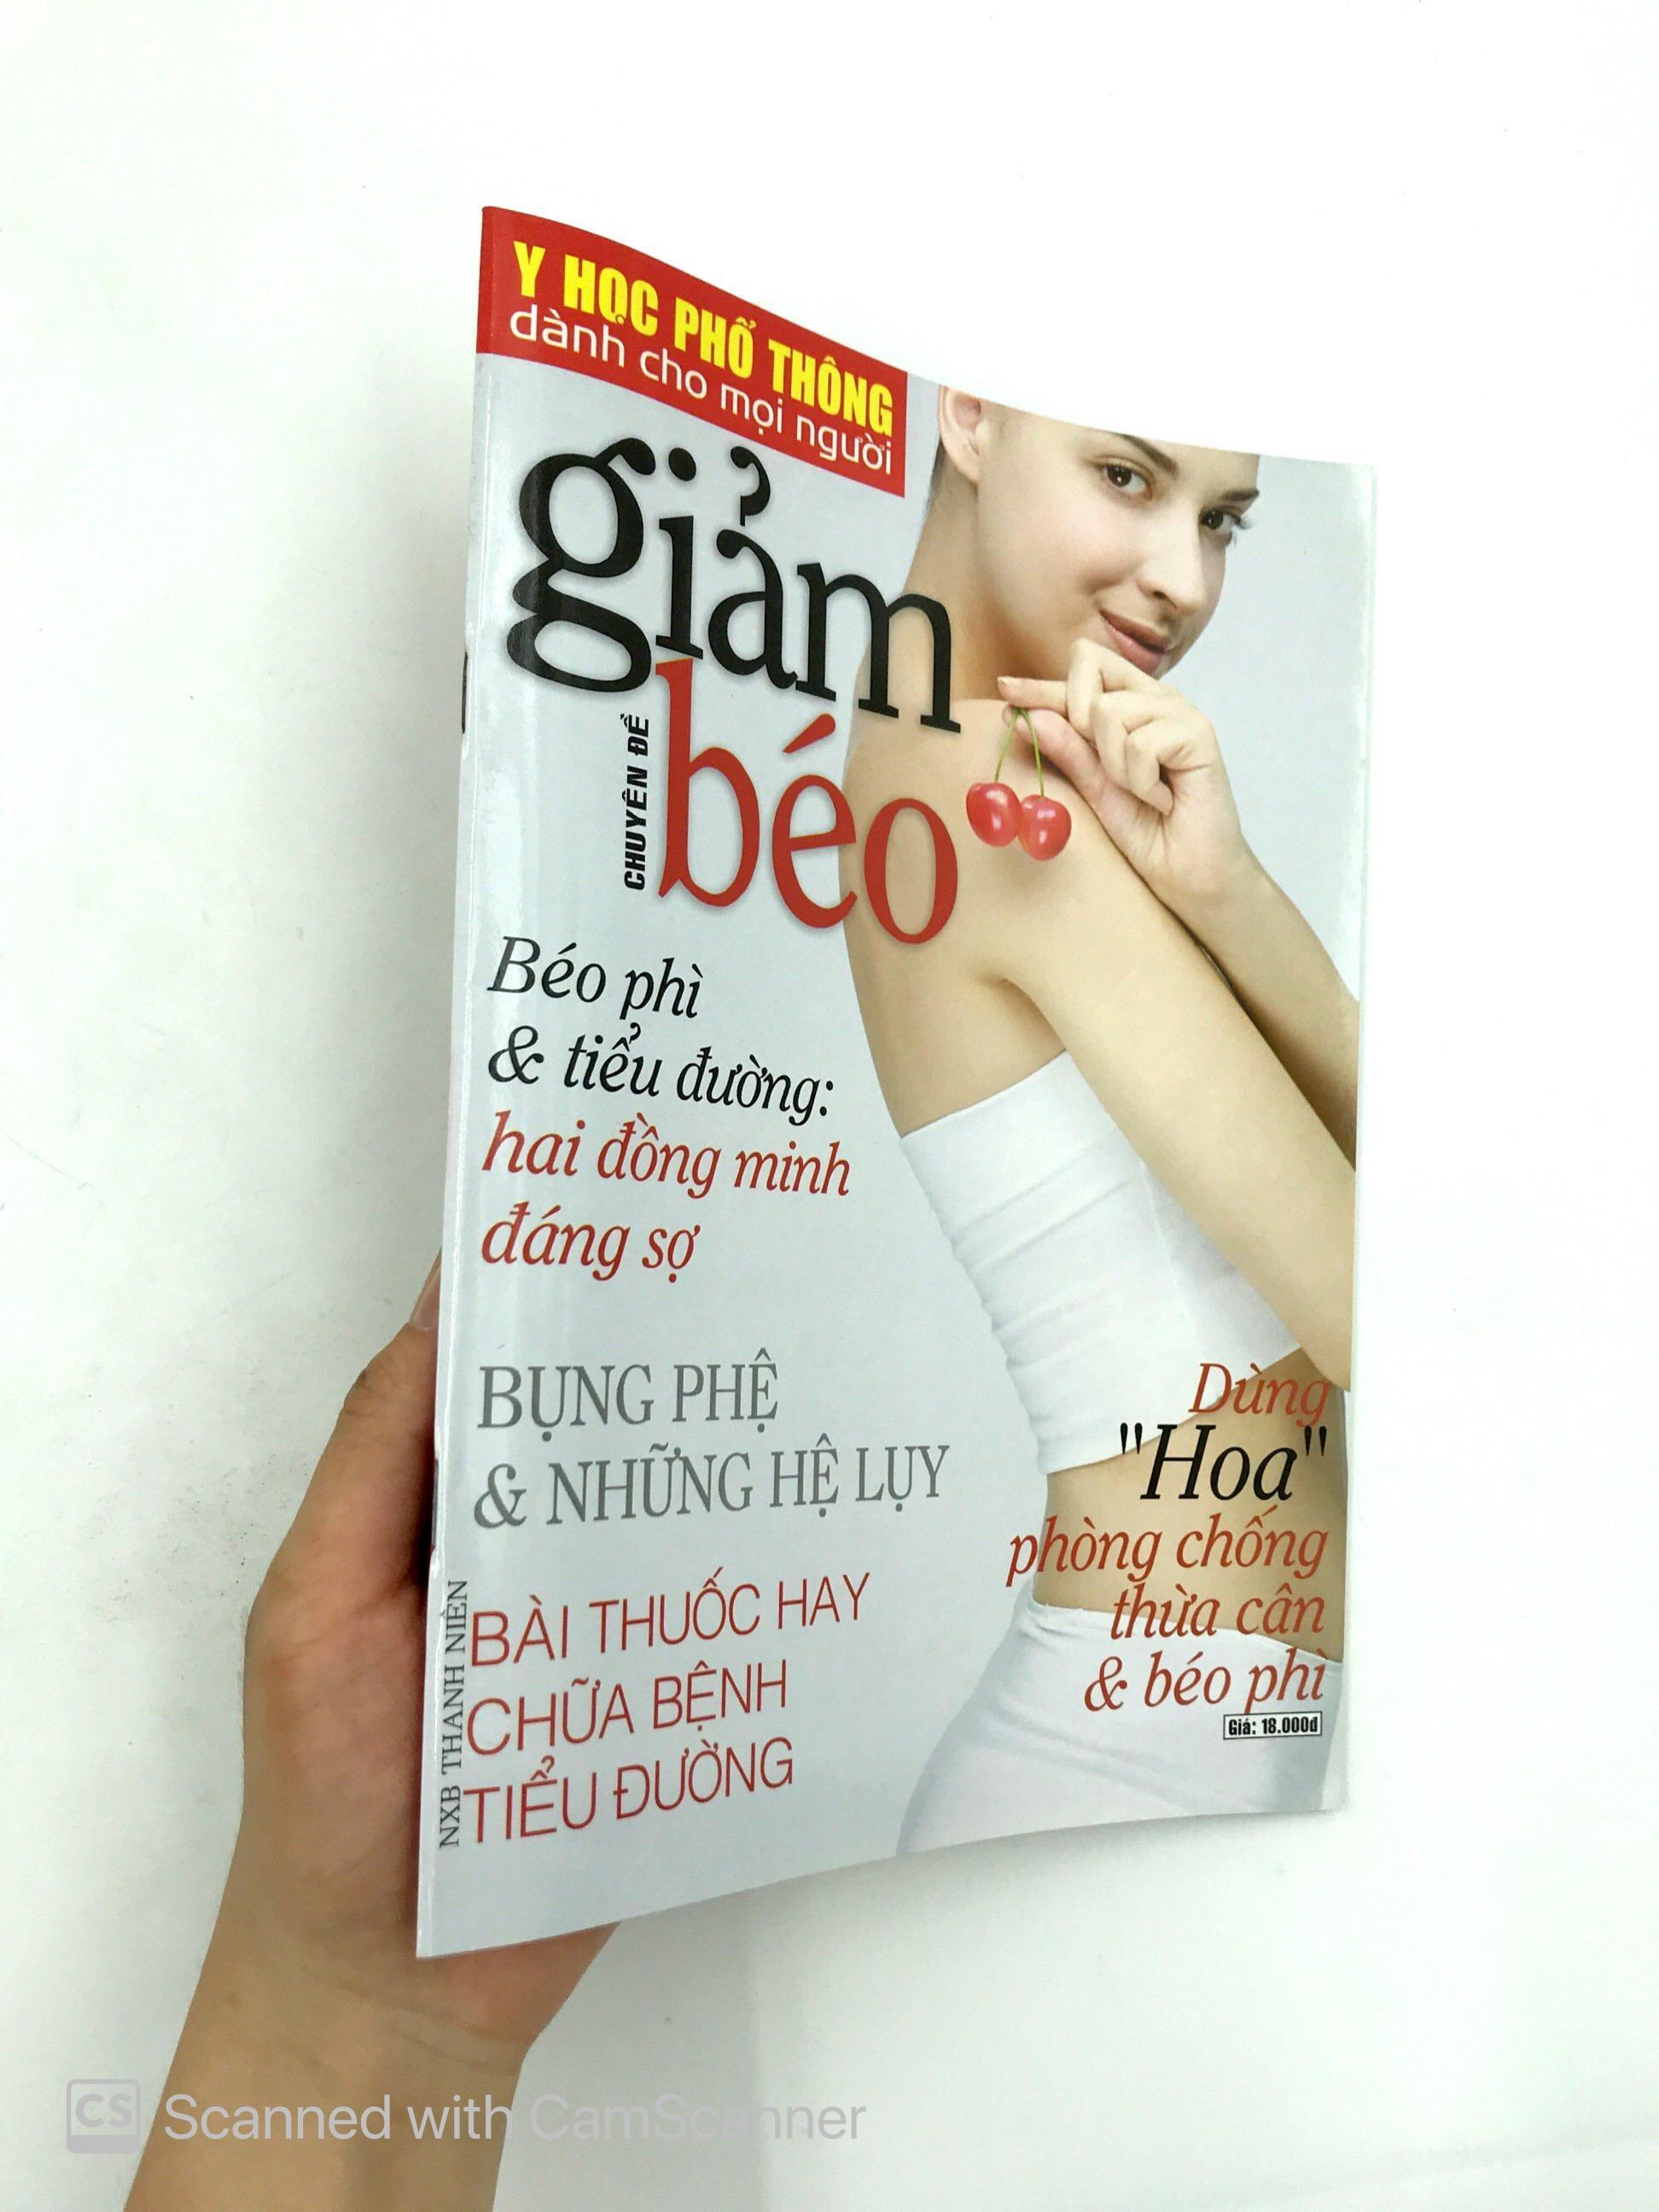 Y HỌC PHỔ THÔNG
dành cho mọi người
giảm
CHUYÊN ĐỀ
béo
Béo phì
& tiểu đường:
hai đồng minh
đáng sợ
BỤNG PHỆ
& NHỮNG HỆ LỤY
BÀI THUỐC HAY
CHỮA BỆNH
TIỂU ĐƯỜNG
NXB THANH NIÊN
Dùng
"Hoa"
phòng chống
thừa cân
& béo phì
Giá: 18.000đ
CS Scanned with CamScanner